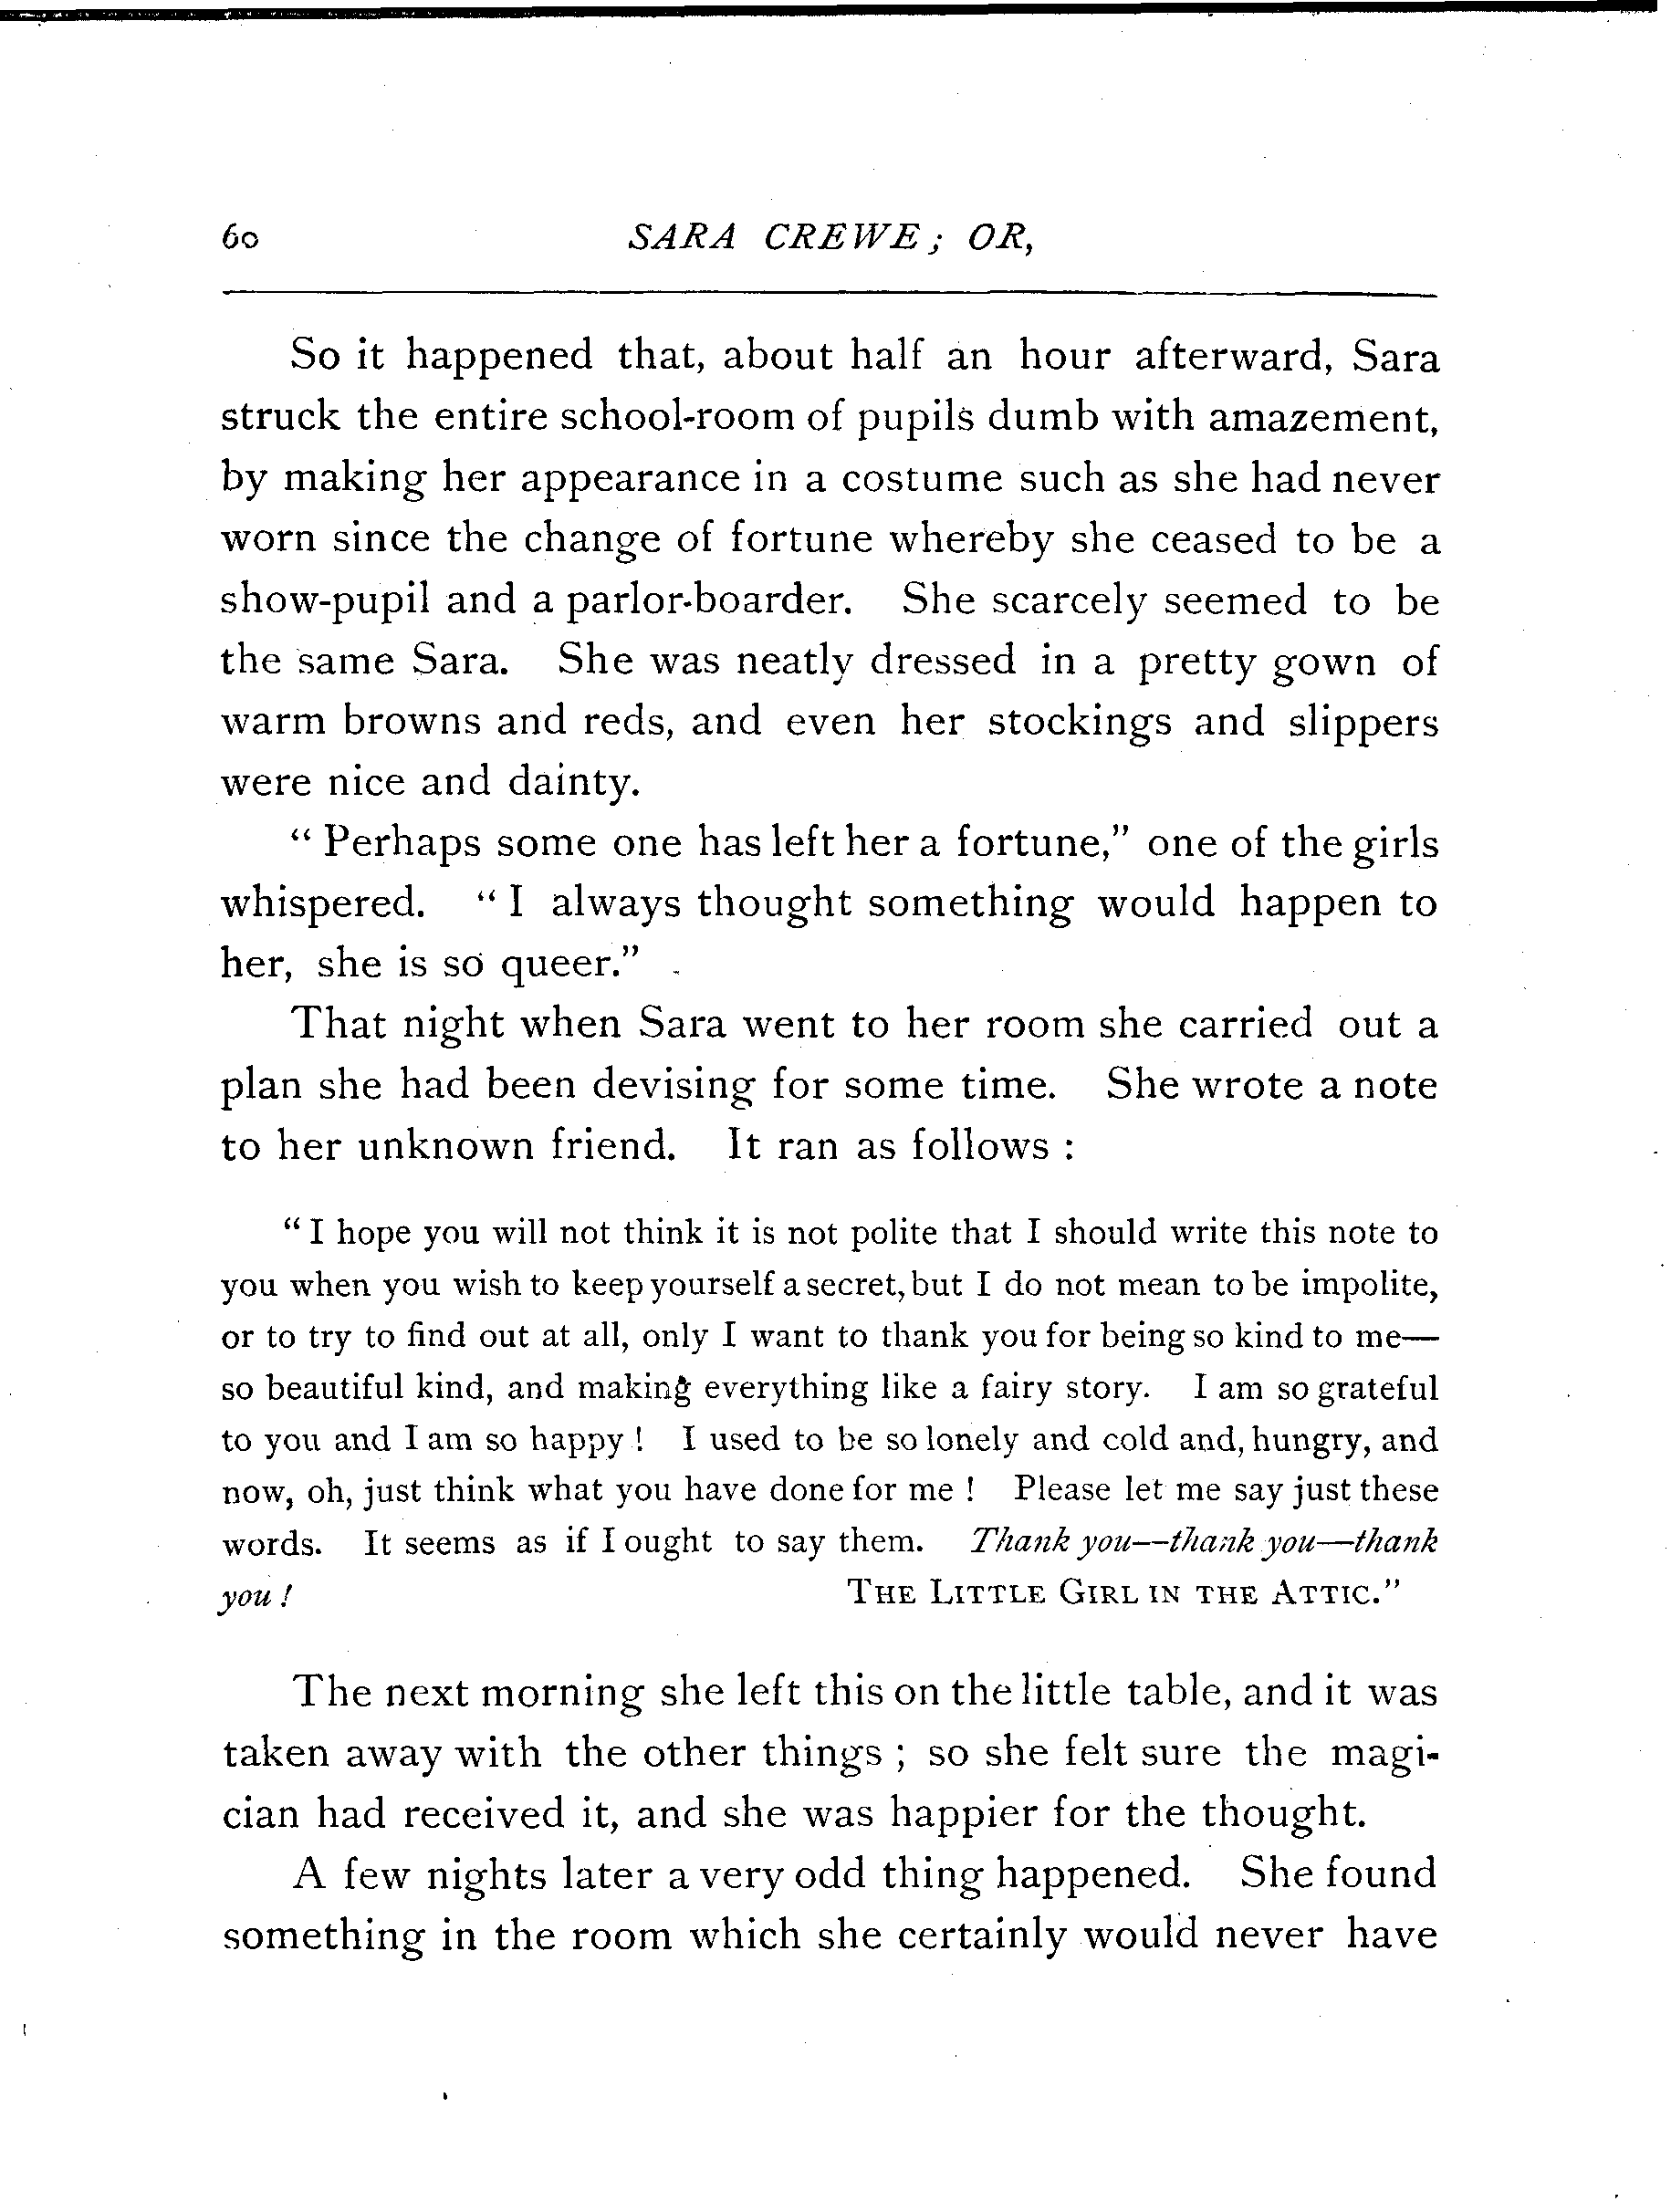 60 SARA CREWE; OR,
So it happened that, about half an hour afterward, Sara
struck the entire school-room of pupils dumb with amazement,
by making her appearance in a costume such as she had never
worn since the change of fortune whereby she ceased to be a
show-pupil and a parlor-boarder. She scarcely seemed to be
the same Sara. She was neatly dressed in a pretty gown of
warm browns and reds, and even her stockings and slippers
were nice and dainty.
“ Perhaps some one has left her a fortune,” one of the girls
whispered. “ I always thought something would happen to
her, she is so queer.”
That night when Sara went to her room she carried out a
plan she had been devising for some time. She wrote a note
to her unknown friend. It ran as follows :
“ I hope you will not think it is not polite that I should write this note to
you when you wish to keep yourself a secret, but I do not mean to be impolite,
or to try to find out at all, only I want to thank you for being so kind to me—
so beautiful kind, and making everything like a fairy story. I am so grateful
to you and I am so happy ! I used to be so lonely and cold and, hungry, and
now, oh, just think what you have done for me ! Please let me say just these
words. It seems as if I ought to say them. Thank you—thank you—thank
you ! THE LITTLE GIRL IN THE ATTIC.”
The next morning she left this on the little table, and it was
taken away with the other things ; so she felt sure the magi-
cian had received it, and she was happier for the thought.
A few nights later a very odd thing happened. She found
something in the room which she certainly would never have